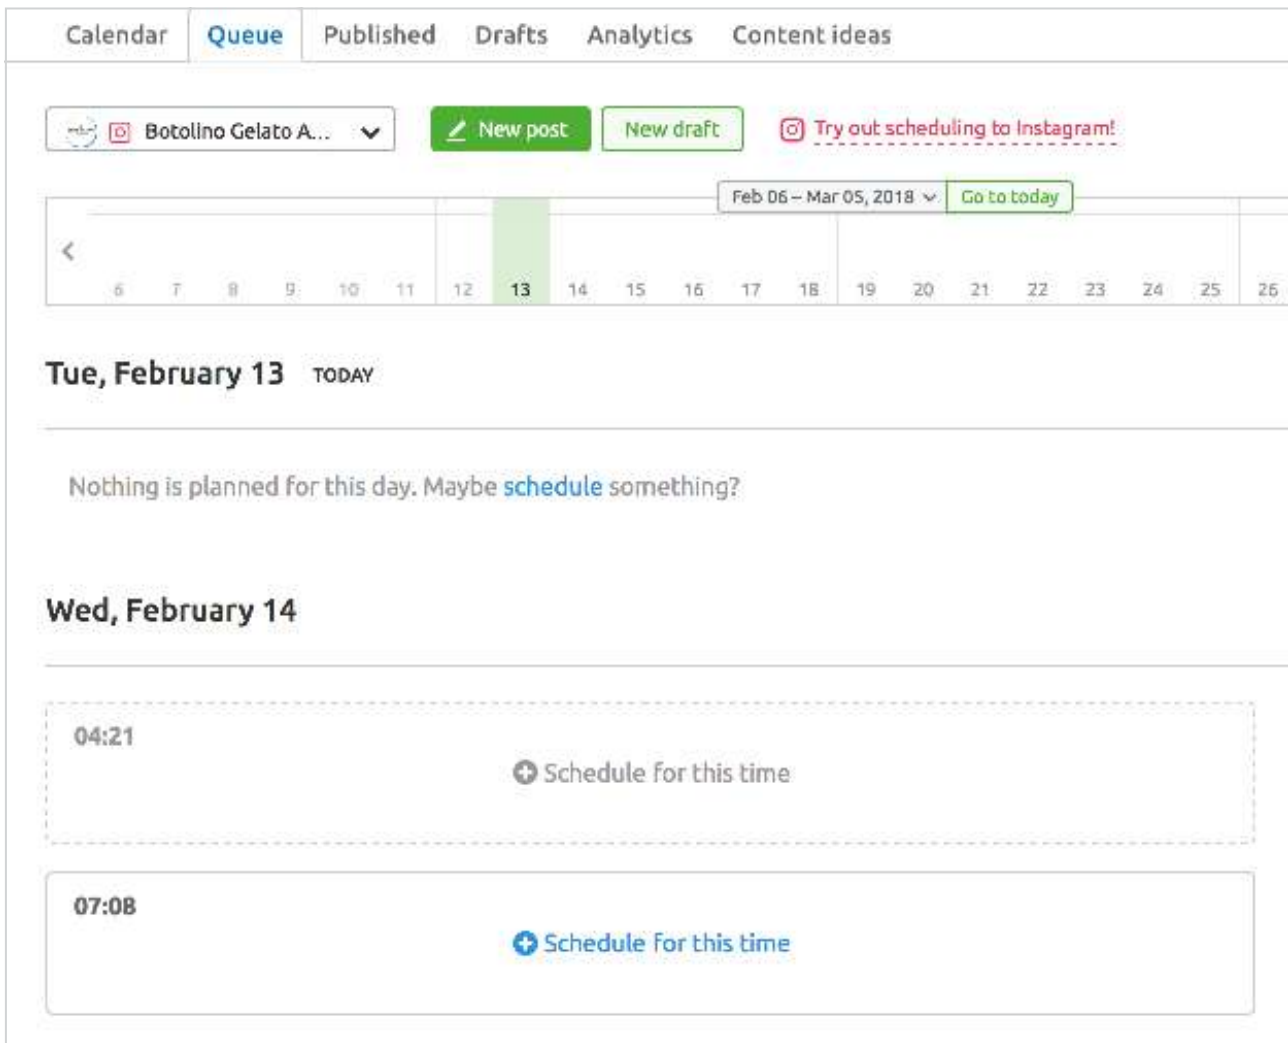 Calendar Queue Published Drafts Analytics Content ideas
Botolino Gelato A... New post New draft Try out scheduling to Instagram!
Feb 06 – Mar 05, 2018 Go to today
6 7 8 9 10 11 12 13 14 15 16 17 18 19 20 21 22 23 24 25 26
Tue, February 13 TODAY
Nothing is planned for this day. Maybe schedule something?
Wed, February 14
04:21
Schedule for this time
07:08
Schedule for this time